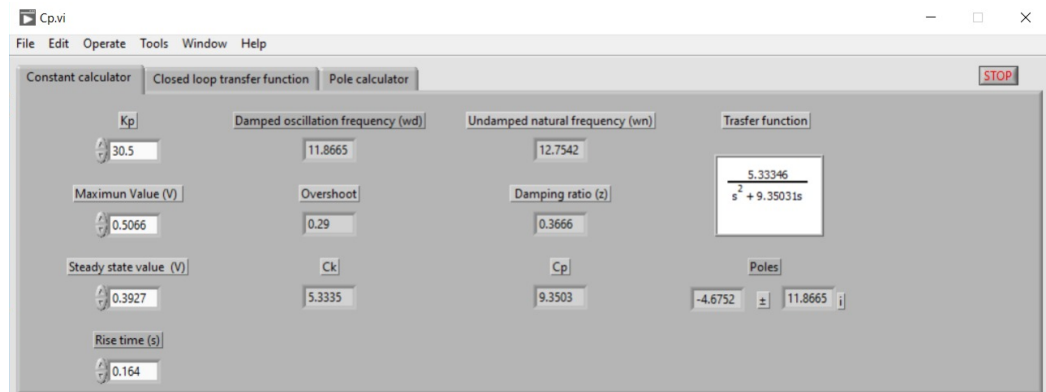 Cp.vi
File Edit Operate Tools Window Help
Constant calculator Closed loop transfer function Pole calculator STOP
Kp Damped oscillation frequency (wd) Undamped natural frequency (wn) Trasfer function
30.5 11.8665 12.7542
5.33346
s² + 9.35031s
Maximun Value (V) Overshoot Damping ratio (z)
0.5066 0.29 0.3666
Steady state value (V) Ck Cp Poles
0.3927 5.3335 9.3503 -4.6752 ± 11.8665 i
Rise time (s)
0.164